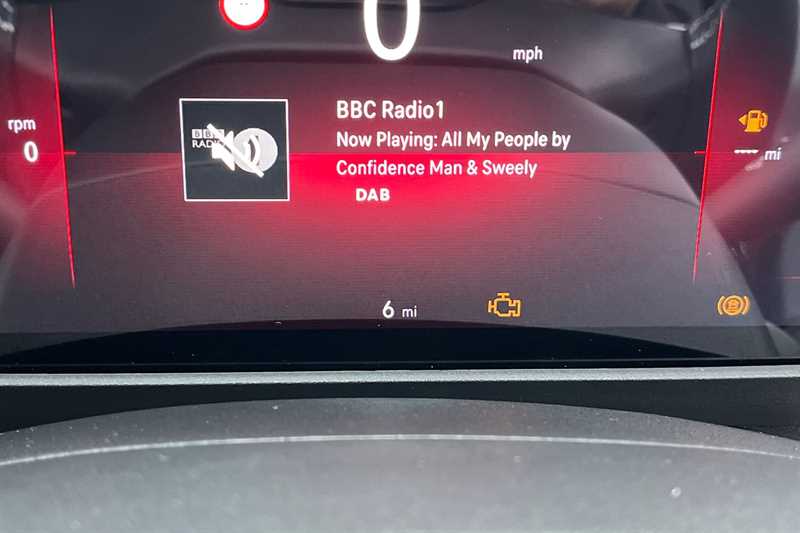 0
mph
rpm
0
BBC
RADIO
BBC Radio1
Now Playing: All My People by
Confidence Man & Sweely
DAB
---- mi
6 mi